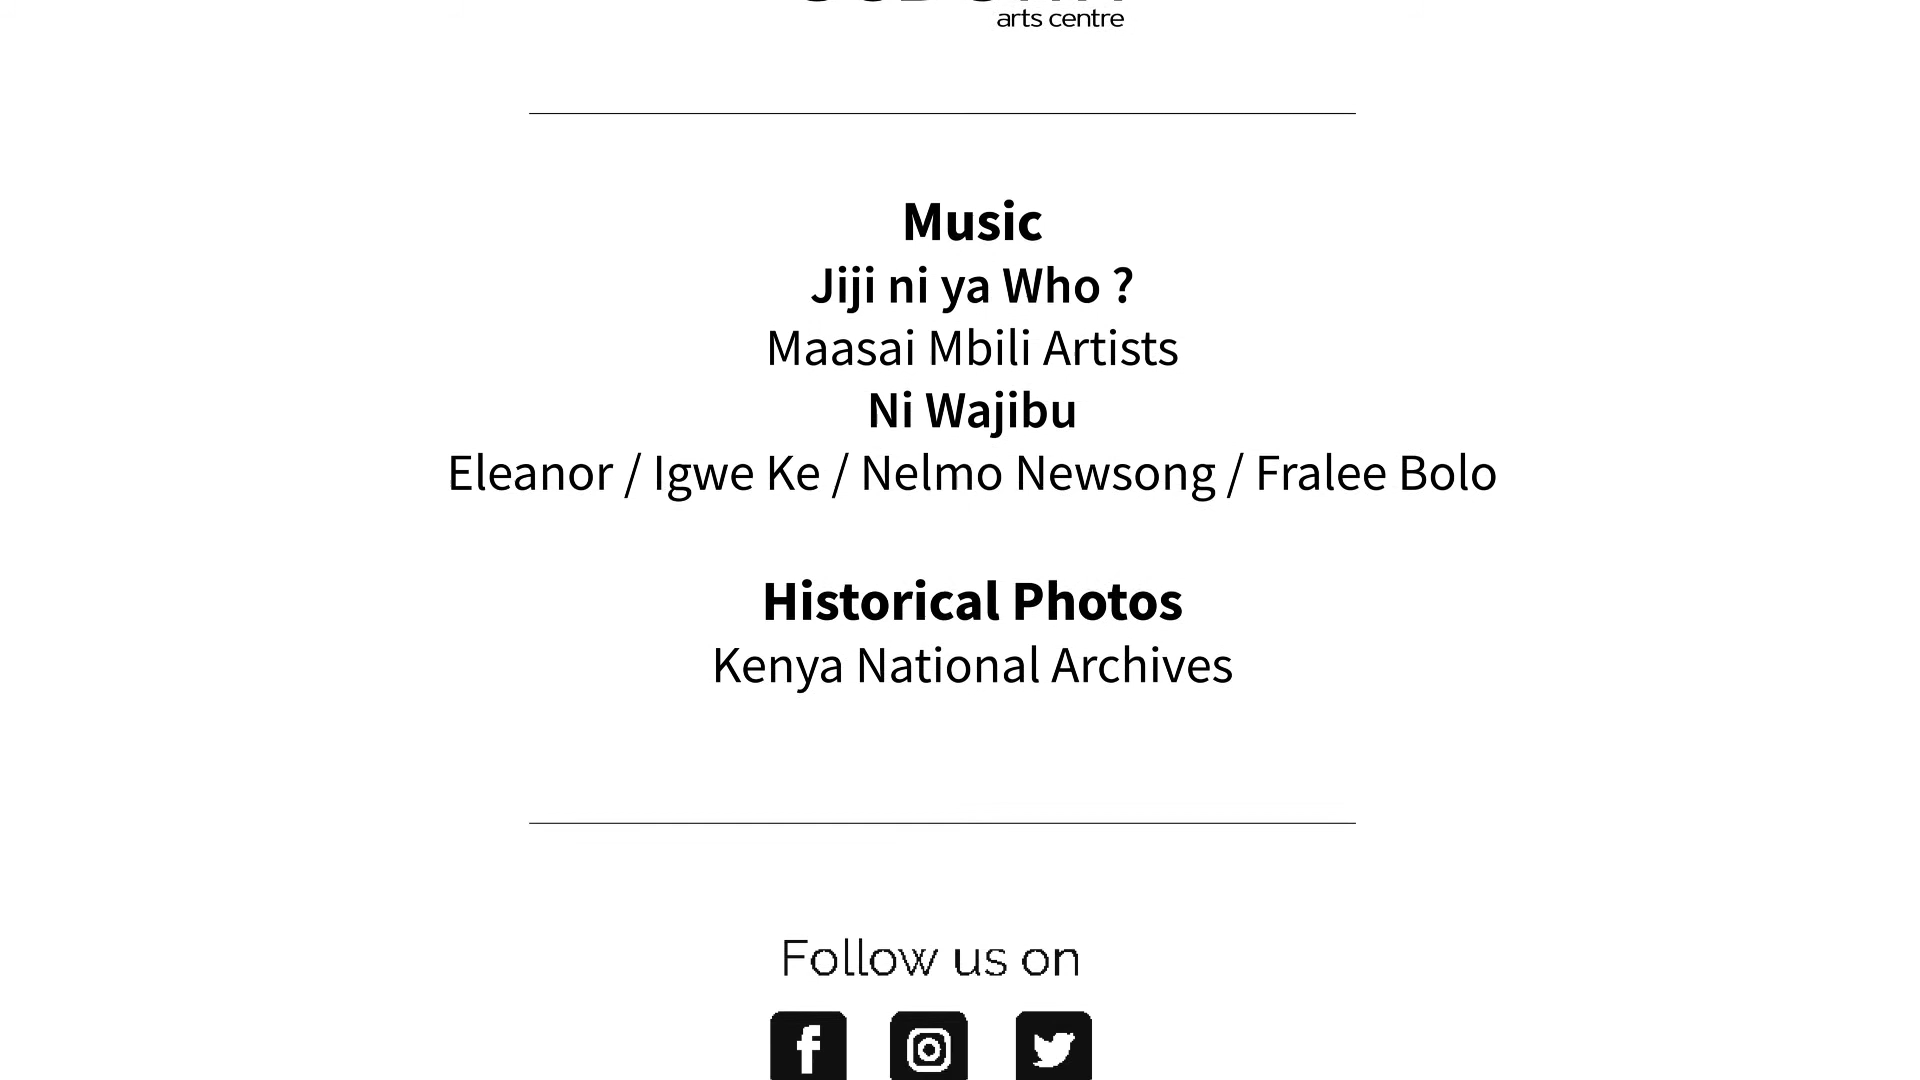 arts centre
Music
Jiji ni ya Who ?
Maasai Mbili Artists
Ni Wajibu
Eleanor / Igwe Ke / Nelmo Newsong / Fralee Bolo
Historical Photos
Kenya National Archives
Follow us on